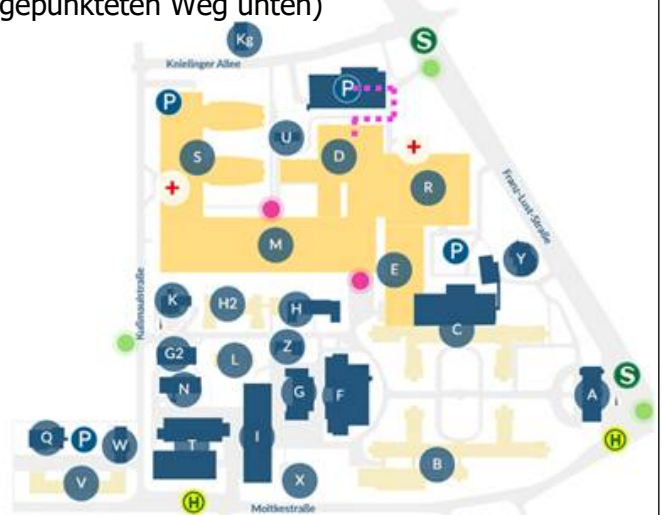 gepunkteten Weg unten)
Kg
S
Knielinger Allee
P
P
U
S
D
R
Franz-Lust-Straße
M
P
Y
E
K
H2
H
i
C
Kußmaulstraße
G2
L
Z
N
G
F
A
S
i
Q
P
W
T
I
B
H
V
X
H
Moltkestraße